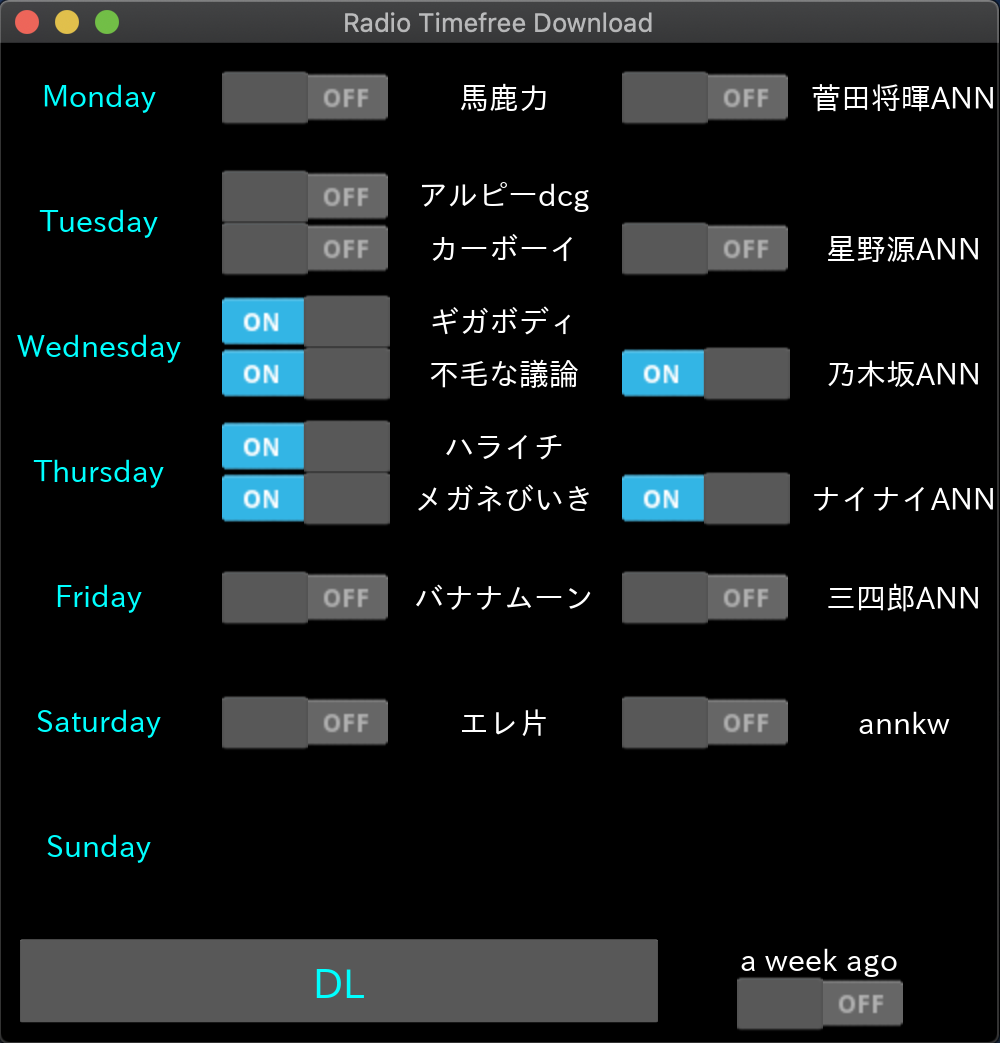 Radio Timefree Download
Monday OFF 馬鹿力 OFF 菅田将暉ANN
Tuesday
OFF アルピーdcg
OFF カーボーイ OFF 星野源ANN
Wednesday
ON ギガボディ
ON 不毛な議論 ON 乃木坂ANN
Thursday
ON ハライチ
ON メガネびいき ON ナイナイANN
Friday OFF バナナムーン OFF 三四郎ANN
Saturday OFF エレ片 OFF annkw
Sunday
DL
a week ago
OFF